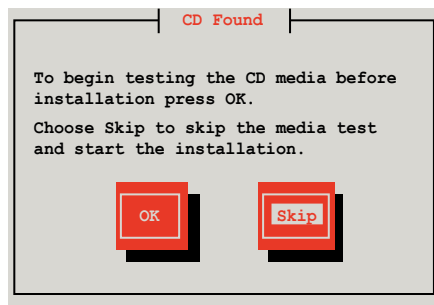 CD Found
To begin testing the CD media before
installation press OK.
Choose Skip to skip the media test
and start the installation.
OK Skip